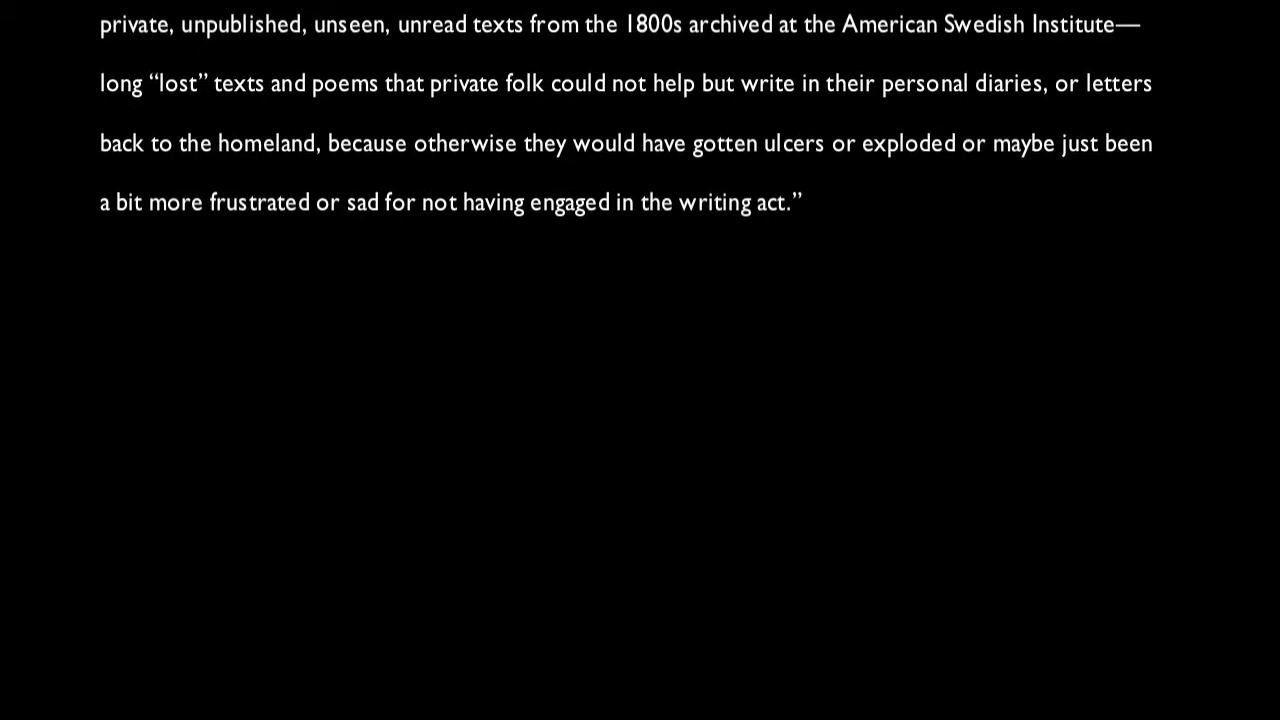 private, unpublished, unseen, unread texts from the 1800s archived at the American Swedish Institute—
long “lost” texts and poems that private folk could not help but write in their personal diaries, or letters
back to the homeland, because otherwise they would have gotten ulcers or exploded or maybe just been
a bit more frustrated or sad for not having engaged in the writing act.”